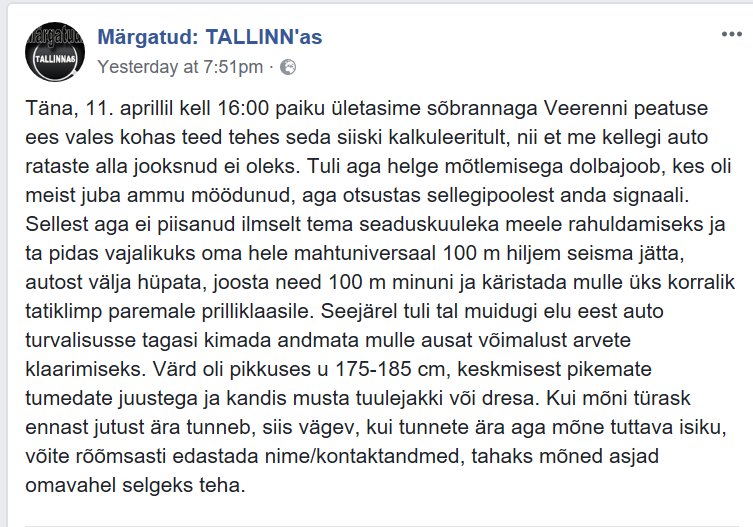 Märgatud
TALLINNAS
Märgatud: TALLINN'as
Yesterday at 7:51pm ·
Täna, 11. aprillil kell 16:00 paiku ületasime sõbrannaga Veerenni peatuse
ees vales kohas teed tehes seda siiski kalkuleeritult, nii et me kellegi auto
rataste alla jooksnud ei oleks. Tuli aga helge mõtlemisega dolbajoob, kes oli
meist juba ammu möödunud, aga otsustas sellegipoolest anda signaali.
Sellest aga ei piisanud ilmselt tema seaduskuuleka meele rahuldamiseks ja
ta pidas vajalikuks oma hele mahtuniversaal 100 m hiljem seisma jätta,
autost välja hüpata, joosta need 100 m minuni ja käristada mulle üks korralik
tatiklimp paremale prilliklaasile. Seejärel tuli tal muidugi elu eest auto
turvalisusse tagasi kimada andmata mulle ausat võimalust arvete
klaarimiseks. Värd oli pikkuses u 175-185 cm, keskmisest pikemate
tumedate juustega ja kandis musta tuulejakki või dresa. Kui mõni türask
ennast jutust ära tunneb, siis vägev, kui tunnete ära aga mõne tuttava isiku,
võite rõõmsasti edastada nime/kontaktandmed, tahaks mõned asjad
omavahel selgeks teha.